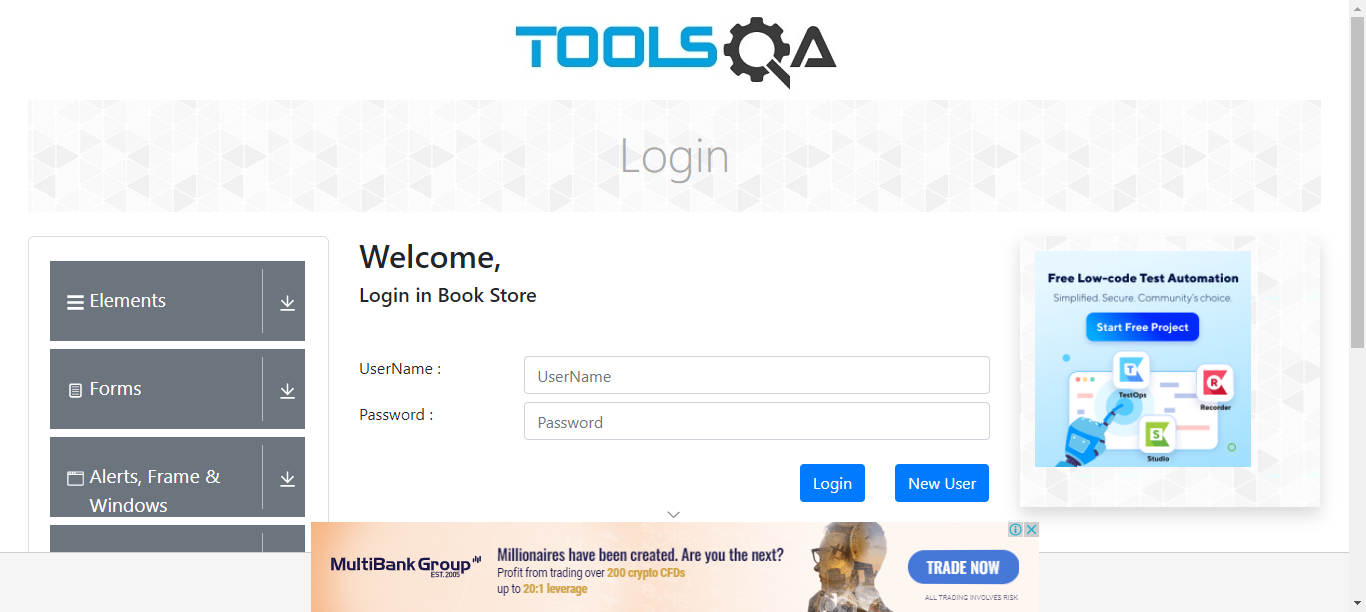 TOOLSQA
Login
Elements
Forms
Alerts, Frame &
Windows
Welcome,
Login in Book Store
UserName :
UserName
Password :
Password
Login
New User
Free Low-code Test Automation
Simplified. Secure. Community's choice.
Start Free Project
TestOps
Recorder
Studio
MultiBank Group
EST.2005
Millionaires have been created. Are you the next?
Profit from trading over 200 crypto CFDs
up to 20:1 leverage
TRADE NOW
ALL TRADING INVOLVES RISK